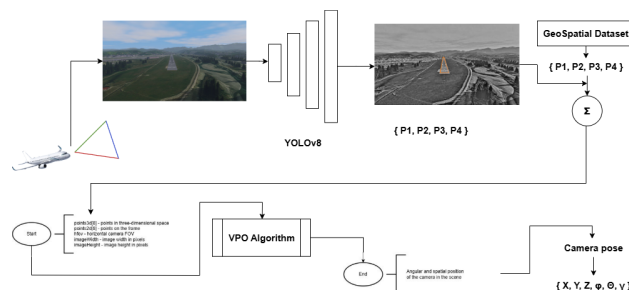 GeoSpatial Dataset
{ P1, P2, P3, P4 }
Σ
YOLOv8
{ P1, P2, P3, P4 }
Start
points3d[6] - points in three-dimensional space
points2d[6] - points on the frame
hfov - horizontal camera FOV
imageWidth - image width in pixels
imageHeight - image height in pixels
VPO Algorithm
End
Angular and spatial position
of the camera in the scene
Camera pose
{ X, Y, Z, φ, Θ, γ }